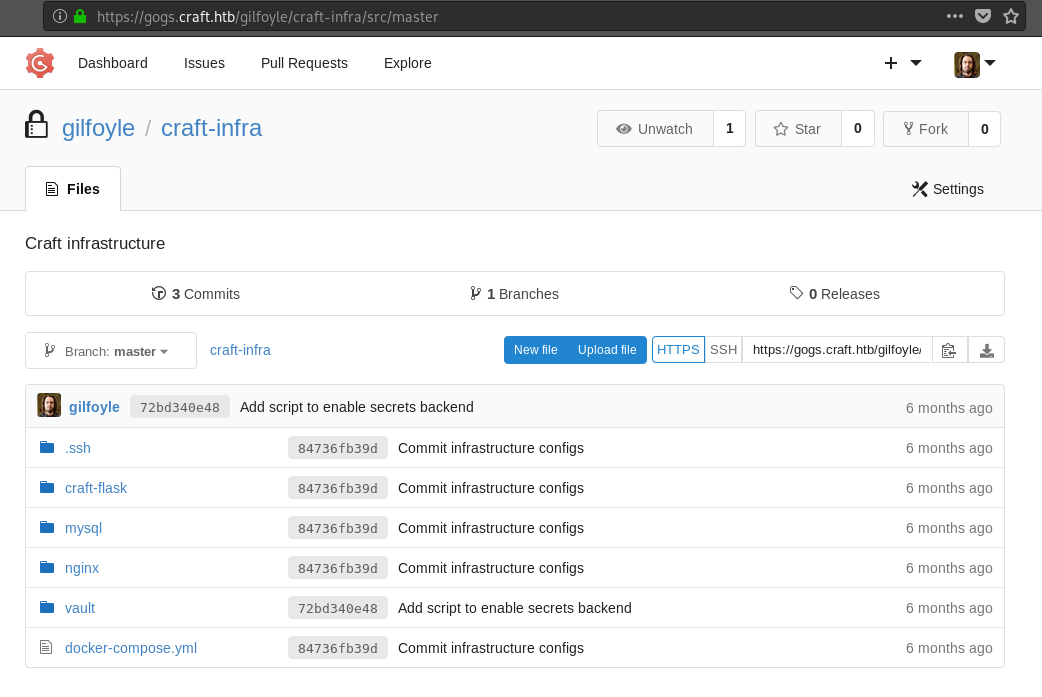 https://gogs.craft.htb/gilfoyle/craft-infra/src/master
Dashboard Issues Pull Requests Explore
gilfoyle / craft-infra Unwatch 1 Star 0 Fork 0
Files Settings
Craft infrastructure
3 Commits 1 Branches 0 Releases
Branch: master craft-infra New file Upload file HTTPS SSH https://gogs.craft.htb/gilfoyle/
gilfoyle 72bd340e48 Add script to enable secrets backend 6 months ago
.ssh 84736fb39d Commit infrastructure configs 6 months ago
craft-flask 84736fb39d Commit infrastructure configs 6 months ago
mysql 84736fb39d Commit infrastructure configs 6 months ago
nginx 84736fb39d Commit infrastructure configs 6 months ago
vault 72bd340e48 Add script to enable secrets backend 6 months ago
docker-compose.yml 84736fb39d Commit infrastructure configs 6 months ago